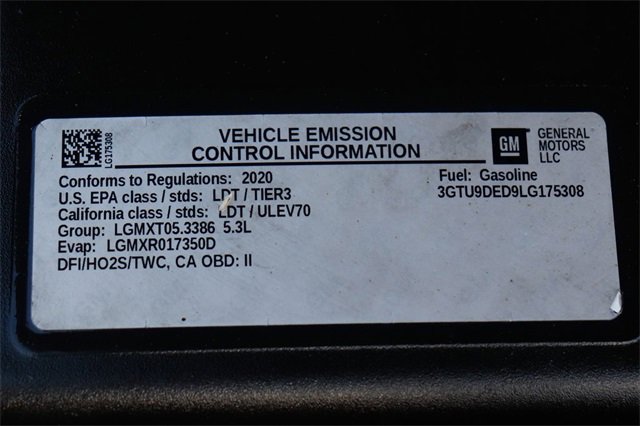 LG175308
VEHICLE EMISSION
CONTROL INFORMATION
GM
GENERAL
MOTORS
LLC
Conforms to Regulations: 2020
U.S. EPA class / stds: LDT / TIER3
California class / stds: LDT / ULEV70
Group: LGMXT05.3386 5.3L
Evap: LGMXR017350D
DFI/HO2S/TWC, CA OBD: II
Fuel: Gasoline
3GTU9DED9LG175308